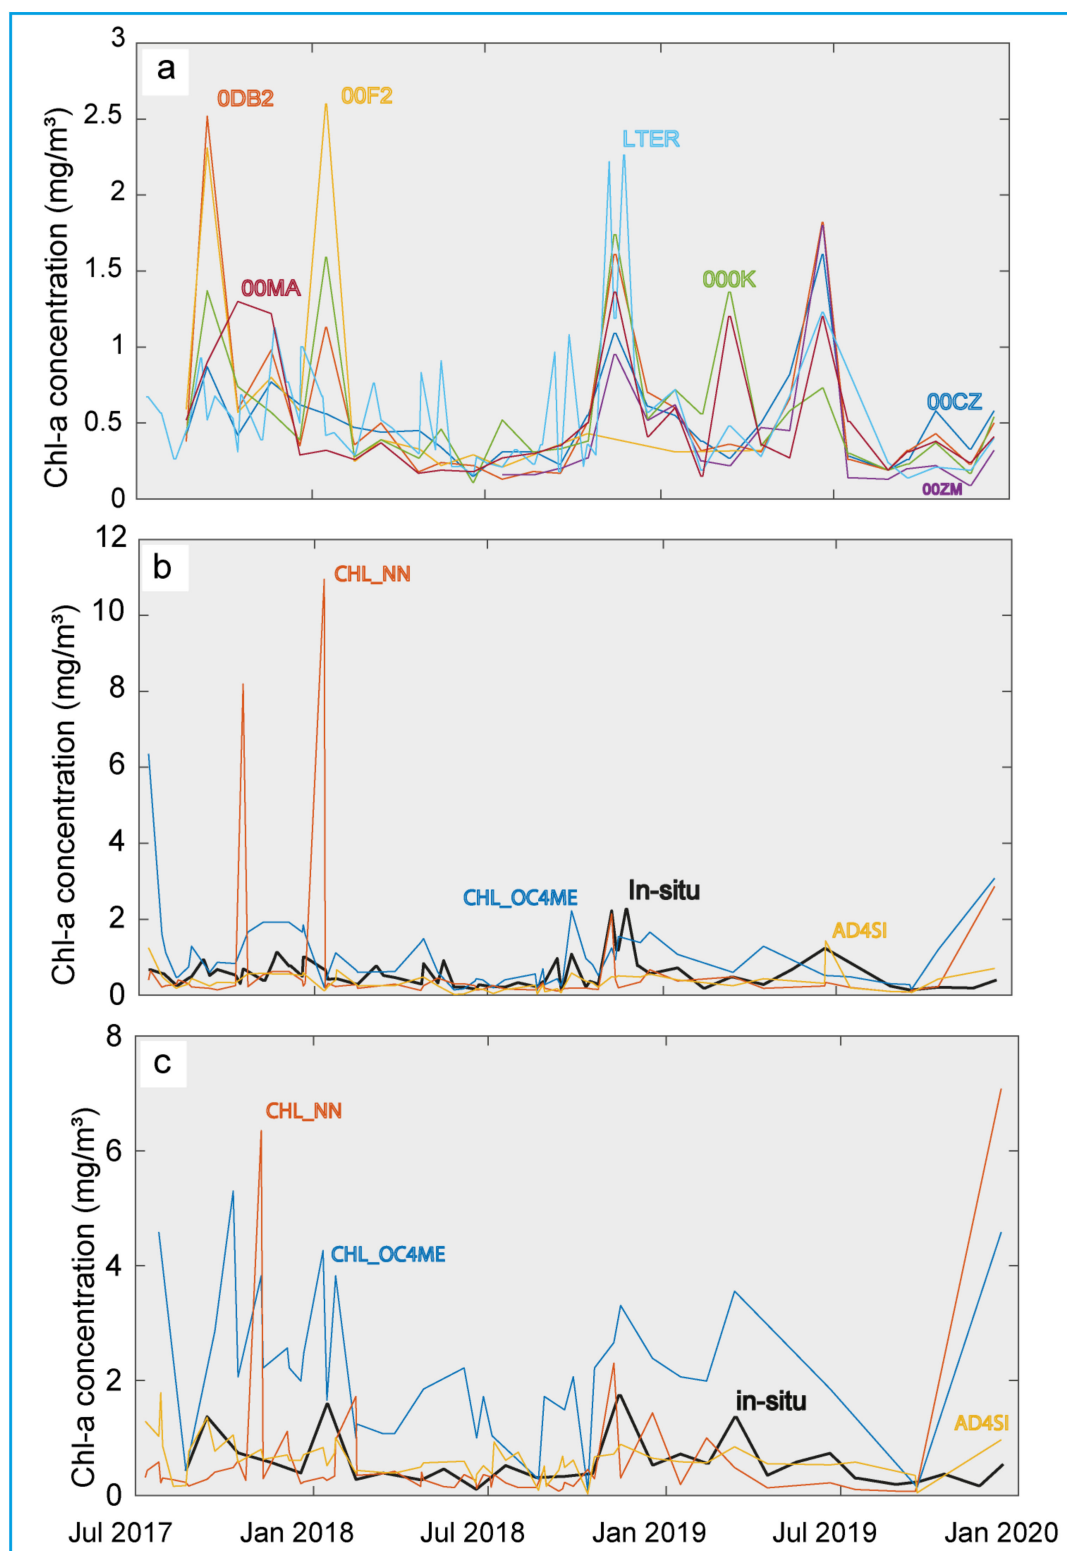 3
a
0DB2
00F2
2.5
LTER
2
1.5
00MA
000K
1
0.5
00CZ
00ZM
0
Chl-a concentration (mg/m³)
12
b
CHL_NN
10
8
6
4
CHL_OC4ME
In-situ
2
AD4SI
0
Chl-a concentration (mg/m³)
8
c
CHL_NN
6
CHL_OC4ME
4
2
in-situ
AD4SI
0
Chl-a concentration (mg/m³)
Jul 2017 Jan 2018 Jul 2018 Jan 2019 Jul 2019 Jan 2020